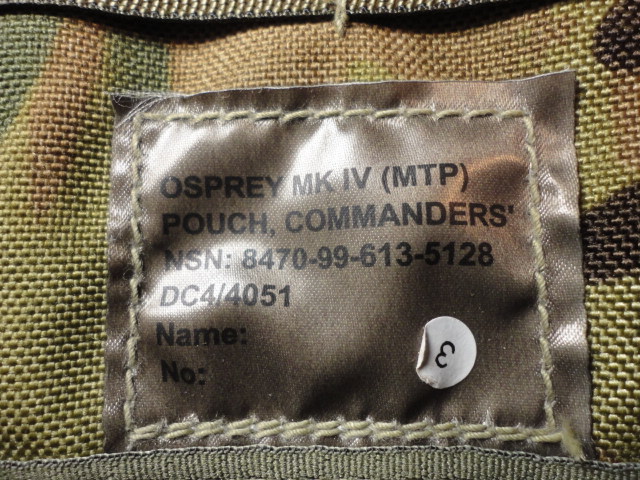 OSPREY MK IV (MTP)
POUCH, COMMANDERS'
NSN: 8470-99-613-5128
DC4/4051
Name:
No:
3